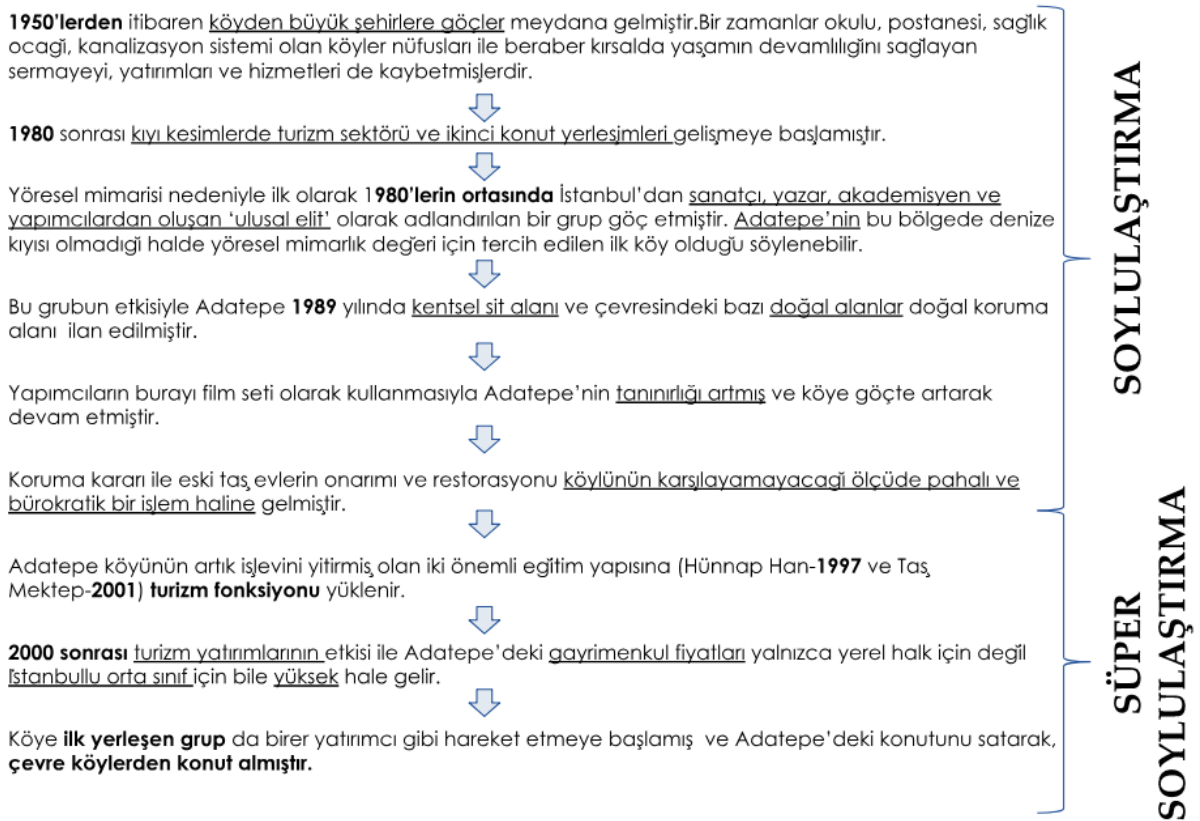 1950'lerden itibaren köyden büyük şehirlere göçler meydana gelmiştir.Bir zamanlar okulu, postanesi, sağlık
ocağı, kanalizasyon sistemi olan köyler nüfusları ile beraber kırsalda yaşamın devamlılığını sağlayan
sermayeyi, yatırımları ve hizmetleri de kaybetmişlerdir.
1980 sonrası kıyı kesimlerde turizm sektörü ve ikinci konut yerleşmleri gelişmeye başlamıştır.
Yöresel mimarisi nedeniyle ilk olarak 1980'lerin ortasında İstanbul'dan sanatçı, yazar, akademisyen ve
yapımcılardan oluşan 'ulusal elit' olarak adlandırılan bir grup göç etmiştir. Adatepe'nin bu bölgede denize
kıyısı olmadığı halde yöresel mimarlık değeri için tercih edilen ilk köy olduğu söylenebilir.
Bu grubun etkisiyle Adatepe 1989 yılında kentsel sit alanı ve çevresindeki bazı doğal alanlar doğal koruma
alanı ilan edilmiştir.
Yapımcıların burayı film seti olarak kullanmasıyla Adatepe'nin tanınırlığı artmış ve köye göçte artarak
devam etmiştir.
Koruma kararı ile eski taş evlerin onarımı ve restorasyonu köylünün karşılayamayacağı ölçüde pahalı ve
bürokratik bir işlem haline gelmiştir.
Adatepe köyünün artık işlevini yitirmiş olan iki önemli eğitim yapısına (Hünnap Han-1997 ve Taş
Mektep-2001) turizm fonksiyonu yüklenir.
2000 sonrası turizm yatırımlarının etkisi ile Adatepe'deki gayrimenkul fiyatları yalnızca yerel halk için değil
İstanbullu orta sınıf için bile yüksek hale gelir.
Köye ilk yerleşen grup da birer yatırımcı gibi hareket etmeye başlamış ve Adatepe'deki konutunu satarak,
çevre köylerden konut almıştır.
SOYLULAŞTIRMA
SÜPER
SOYLULAŞTIRMA